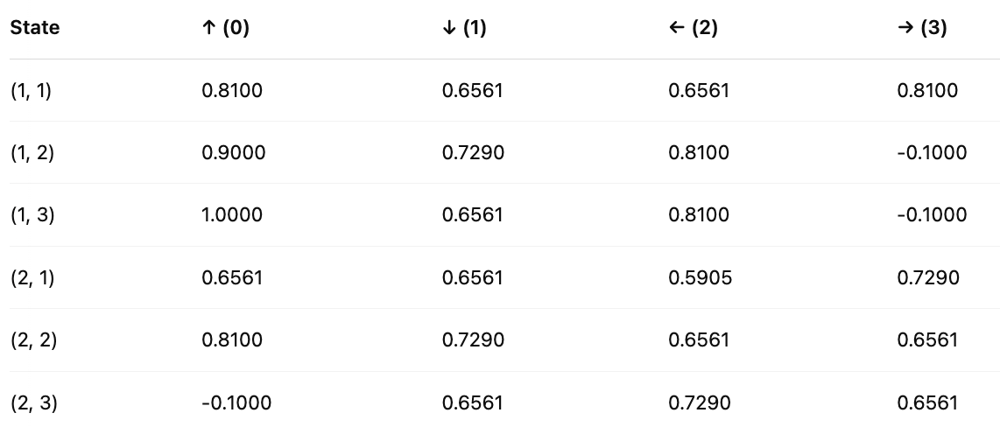 State ↑ (0) ↓ (1) ← (2) → (3)
(1, 1) 0.8100 0.6561 0.6561 0.8100
(1, 2) 0.9000 0.7290 0.8100 -0.1000
(1, 3) 1.0000 0.6561 0.8100 -0.1000
(2, 1) 0.6561 0.6561 0.5905 0.7290
(2, 2) 0.8100 0.7290 0.6561 0.6561
(2, 3) -0.1000 0.6561 0.7290 0.6561